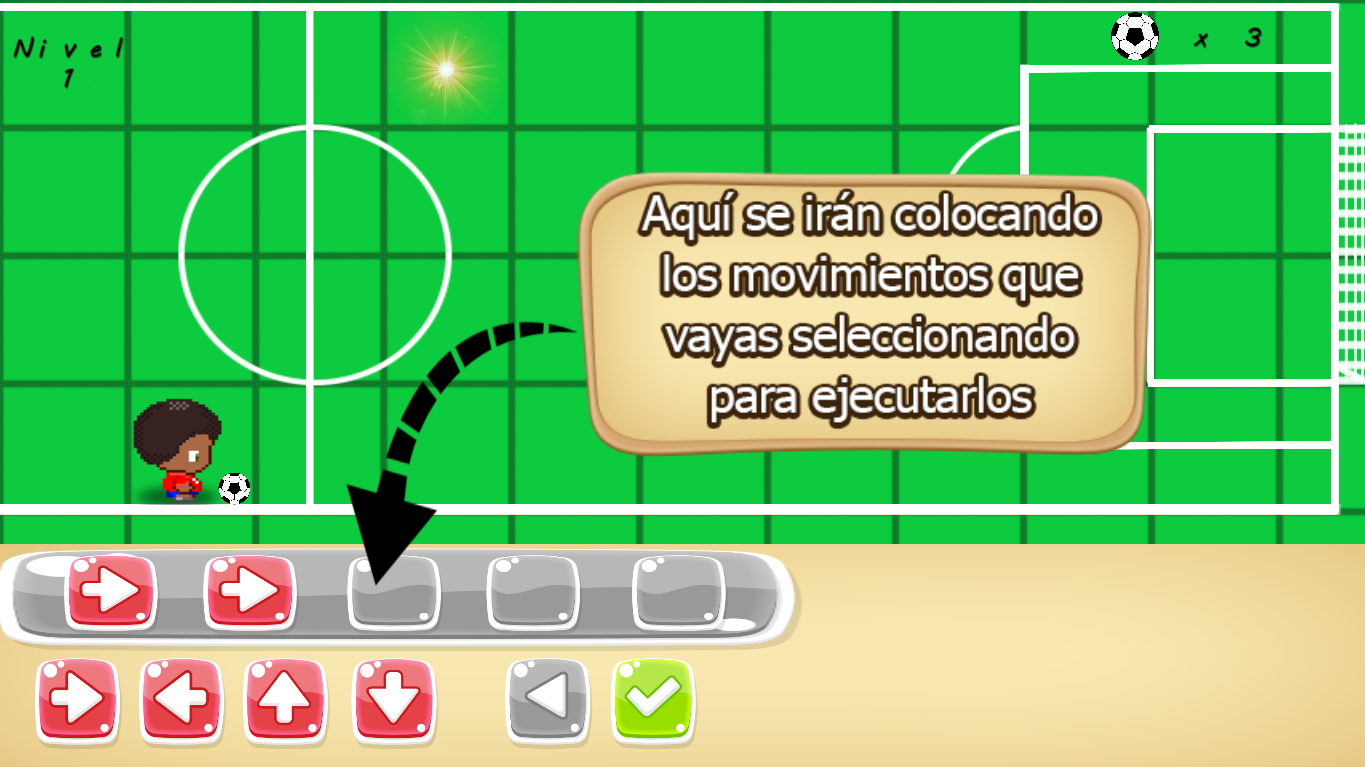 Nivel
1
x 3
Aquí se irán colocando
los movimientos que
vayas seleccionando
para ejecutarlos